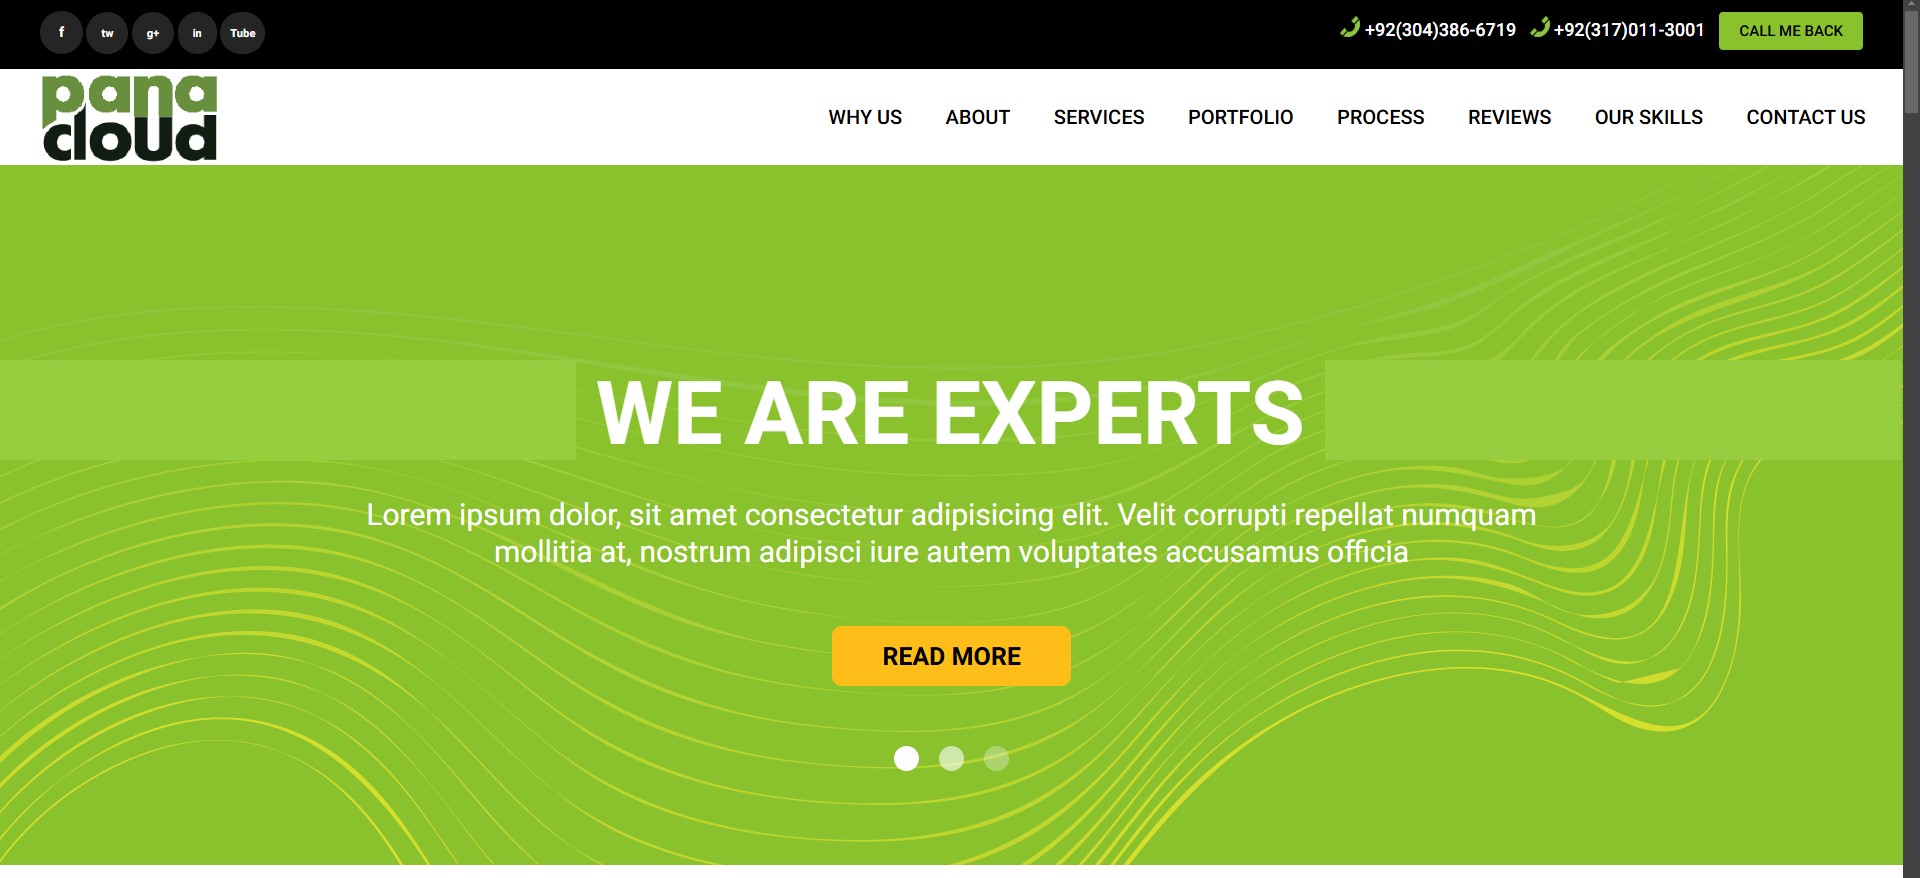 f tw g+ in Tube +92(304)386-6719 +92(317)011-3001 CALL ME BACK
pana
cloud
WHY US ABOUT SERVICES PORTFOLIO PROCESS REVIEWS OUR SKILLS CONTACT US
WE ARE EXPERTS
Lorem ipsum dolor, sit amet consectetur adipisicing elit. Velit corrupti repellat numquam
mollitia at, nostrum adipisci iure autem voluptates accusamus officia
READ MORE